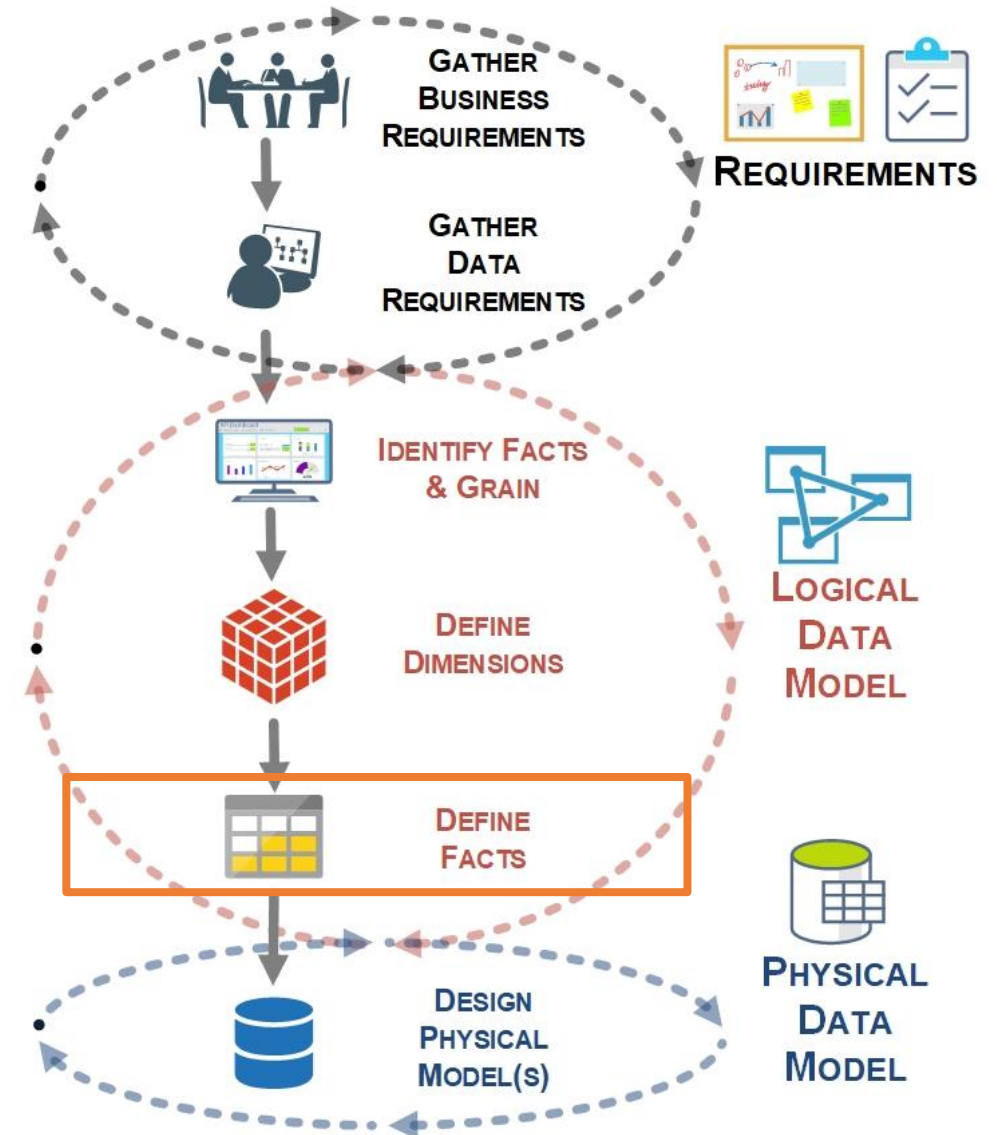 GATHER
BUSINESS
REQUIREMENTS
REQUIREMENTS
GATHER
DATA
REQUIREMENTS
IDENTIFY FACTS
& GRAIN
LOGICAL
DATA
MODEL
DEFINE
DIMENSIONS
DEFINE
FACTS
PHYSICAL
DATA
MODEL
DESIGN
PHYSICAL
MODEL(S)